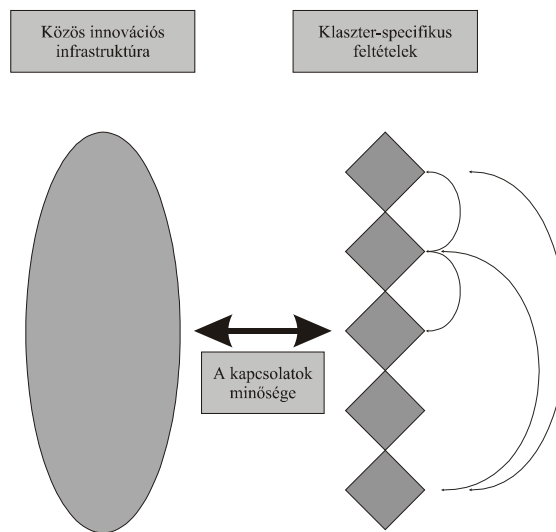 Közös innovációs
infrastruktúra
Klaszter-specifikus
feltételek
A kapcsolatok
minősége